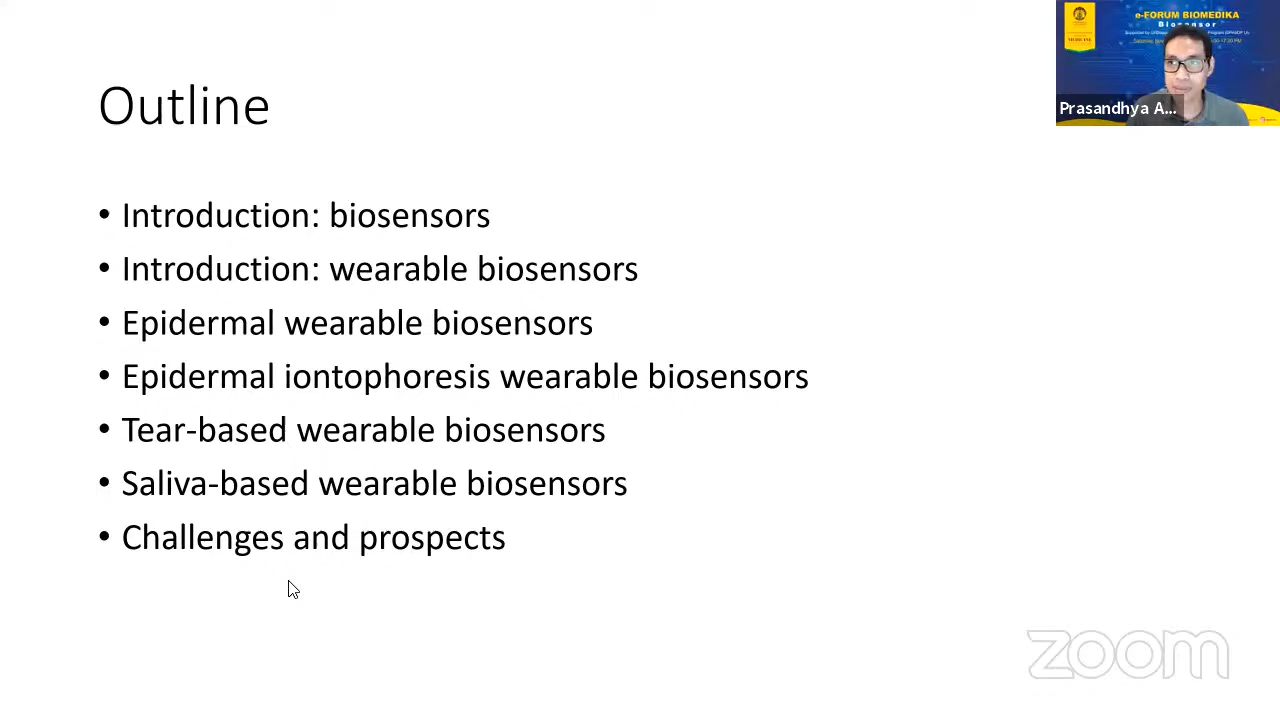 Outline
• Introduction: biosensors
• Introduction: wearable biosensors
• Epidermal wearable biosensors
• Epidermal iontophoresis wearable biosensors
• Tear-based wearable biosensors
• Saliva-based wearable biosensors
• Challenges and prospects
e-FORUM BIOMEDIKA
Biosensor
Prasandhya A...
zoom